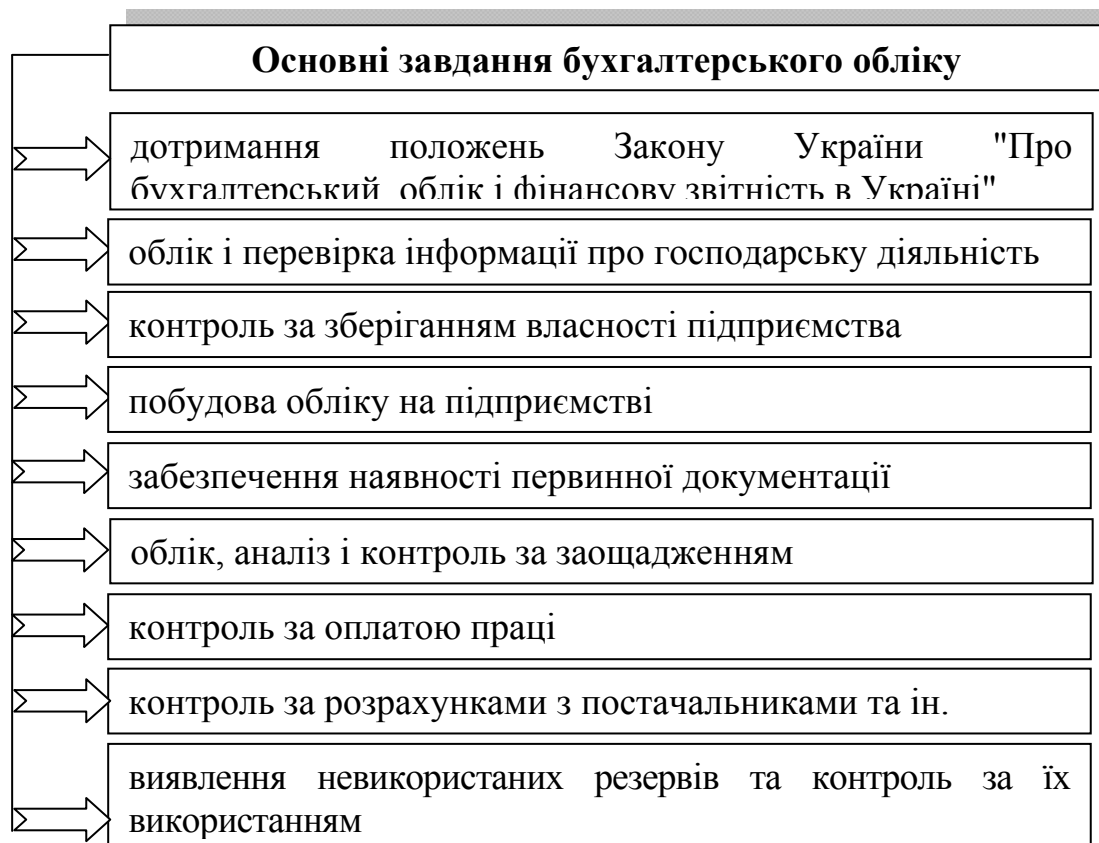 Основні завдання бухгалтерського обліку
дотримання положень Закону України "Про
бухгалтерський облік і фінансову звітність в Україні"
облік і перевірка інформації про господарську діяльність
контроль за зберіганням власності підприємства
побудова обліку на підприємстві
забезпечення наявності первинної документації
облік, аналіз і контроль за заощадженням
контроль за оплатою праці
контроль за розрахунками з постачальниками та ін.
виявлення невикористаних резервів та контроль за їх
використанням